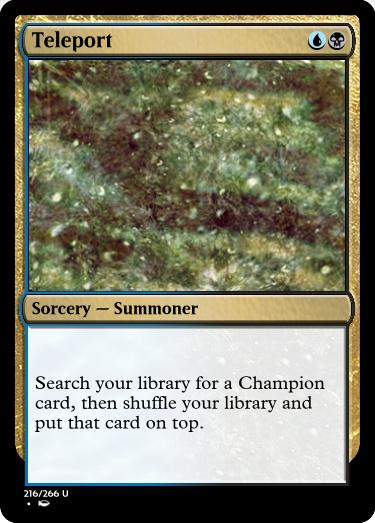 Teleport
Sorcery — Summoner
Search your library for a Champion
card, then shuffle your library and
put that card on top.
216/266 U